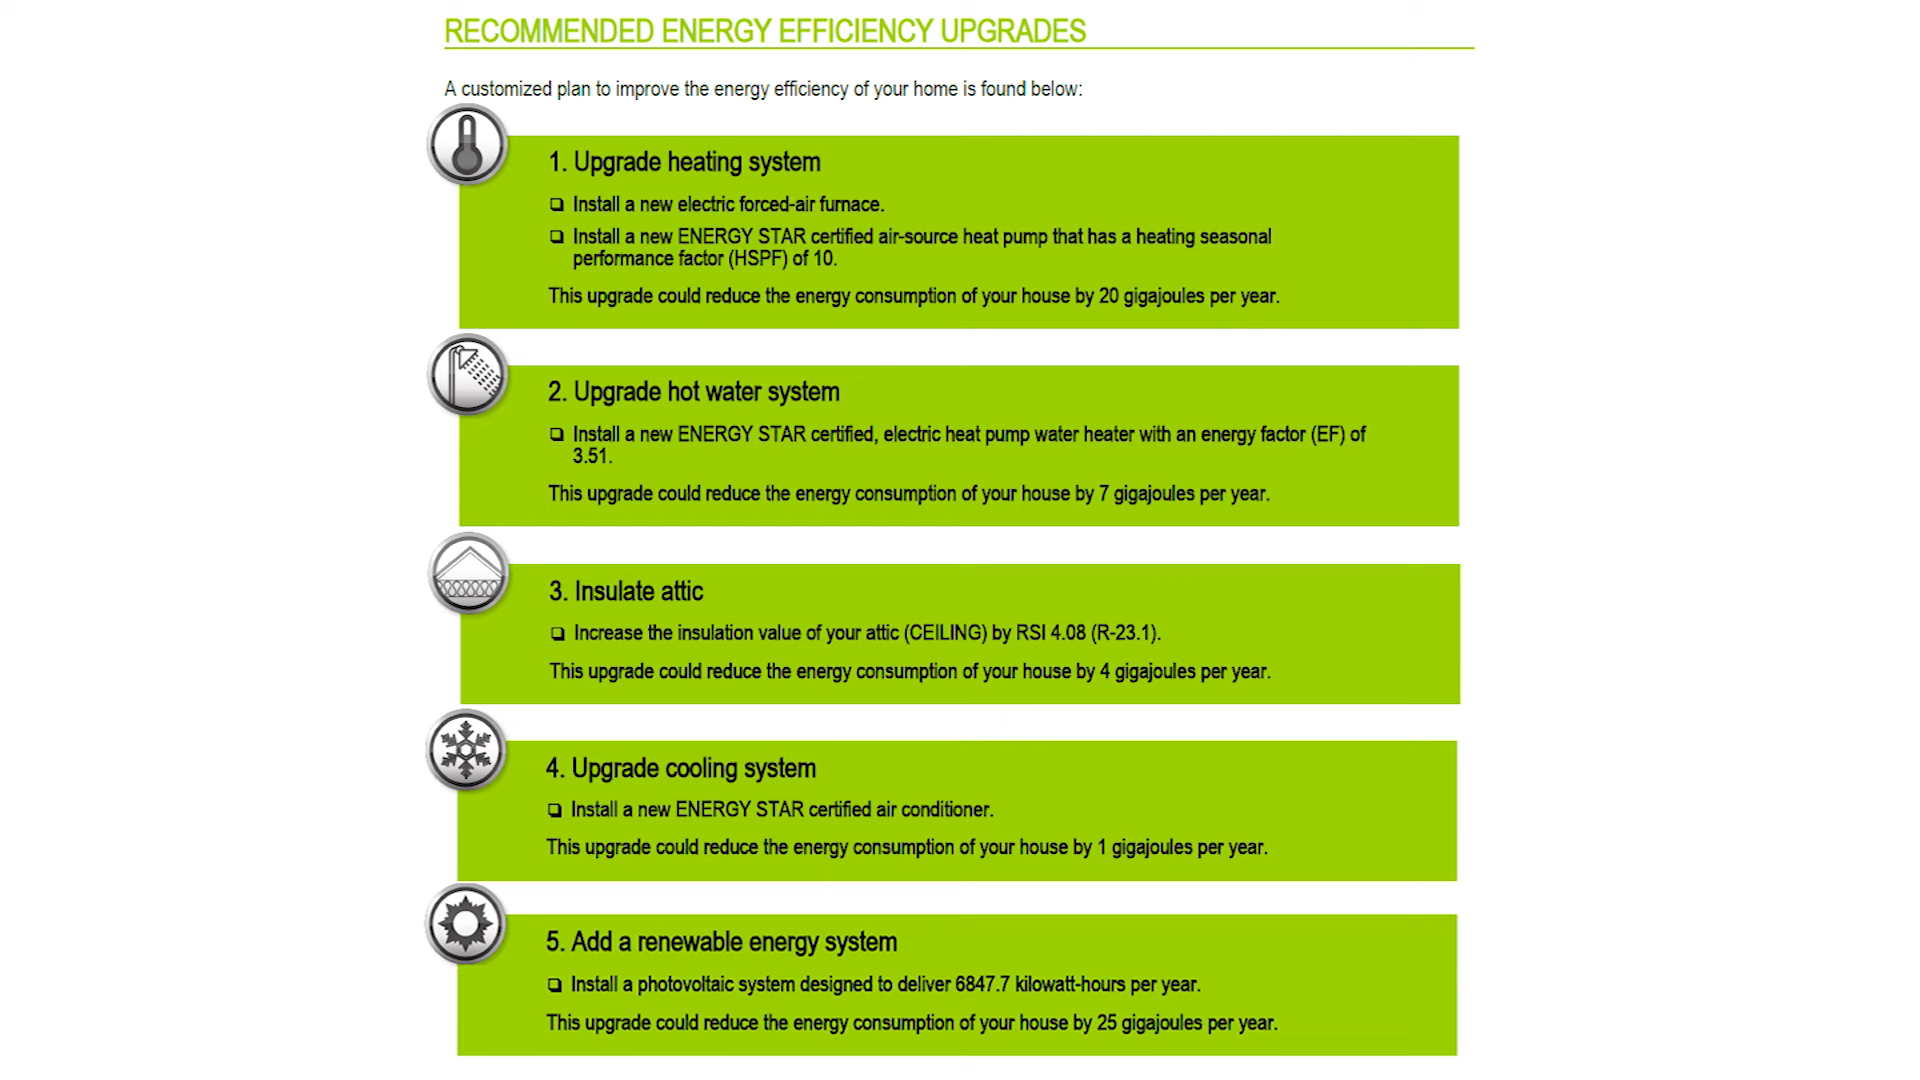 RECOMMENDED ENERGY EFFICIENCY UPGRADES
A customized plan to improve the energy efficiency of your home is found below:
1. Upgrade heating system
❑ Install a new electric forced-air furnace.
❑ Install a new ENERGY STAR certified air-source heat pump that has a heating seasonal
performance factor (HSPF) of 10.
This upgrade could reduce the energy consumption of your house by 20 gigajoules per year.
2. Upgrade hot water system
❑ Install a new ENERGY STAR certified, electric heat pump water heater with an energy factor (EF) of
3.51.
This upgrade could reduce the energy consumption of your house by 7 gigajoules per year.
3. Insulate attic
❑ Increase the insulation value of your attic (CEILING) by RSI 4.08 (R-23.1).
This upgrade could reduce the energy consumption of your house by 4 gigajoules per year.
4. Upgrade cooling system
❑ Install a new ENERGY STAR certified air conditioner.
This upgrade could reduce the energy consumption of your house by 1 gigajoules per year.
5. Add a renewable energy system
❑ Install a photovoltaic system designed to deliver 6847.7 kilowatt-hours per year.
This upgrade could reduce the energy consumption of your house by 25 gigajoules per year.